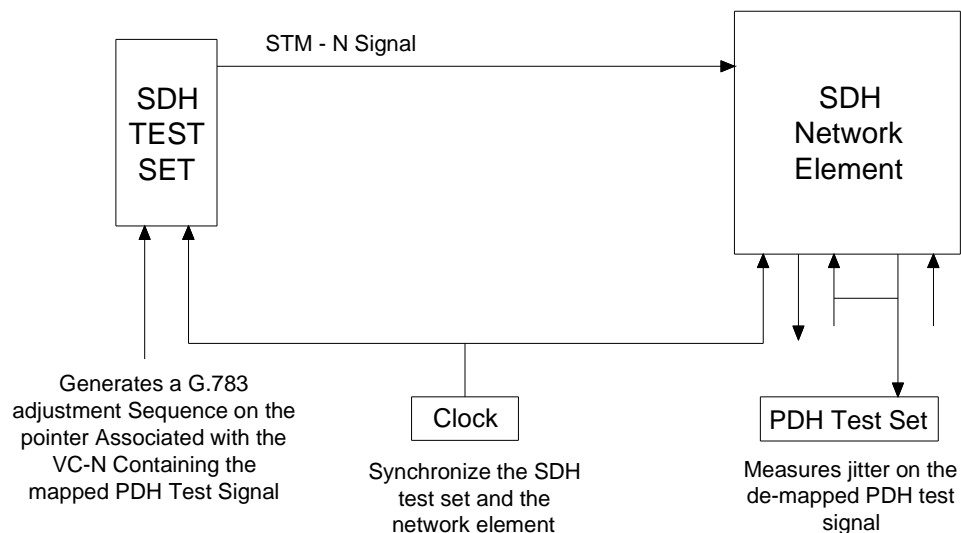 STM - N Signal
SDH
TEST
SET
SDH
Network
Element
Generates a G.783
adjustment Sequence on the
pointer Associated with the
VC-N Containing the
mapped PDH Test Signal
Clock
Synchronize the SDH
test set and the
network element
PDH Test Set
Measures jitter on the
de-mapped PDH test
signal